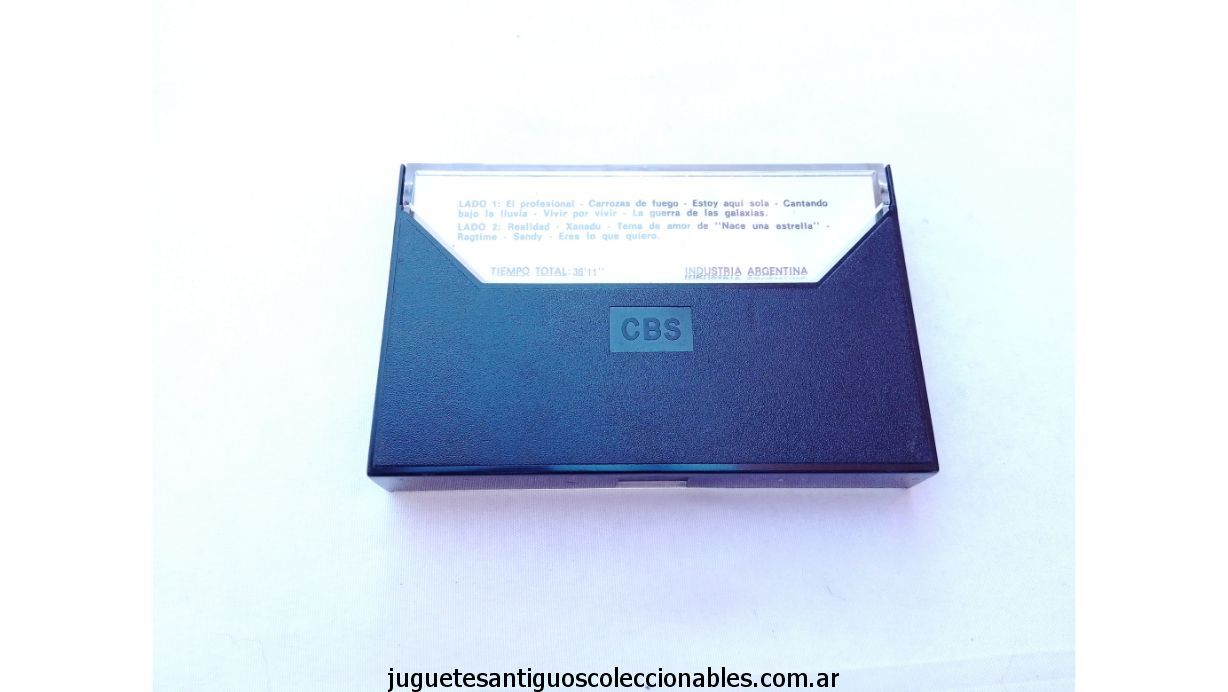 LADO 1: El profesional - Carrozas de fuego - Estoy aquí sola - Cantando
bajo la lluvia - Vivir por vivir - La guerra de las galaxias.
LADO 2: Realidad - Xanadu - Tema de amor de "Nace una estrella" -
Ragtime - Sandy - Eres lo que quiero.
TIEMPO TOTAL: 36'11" INDUSTRIA ARGENTINA
CBS
juguetesantiguoscoleccionables.com.ar